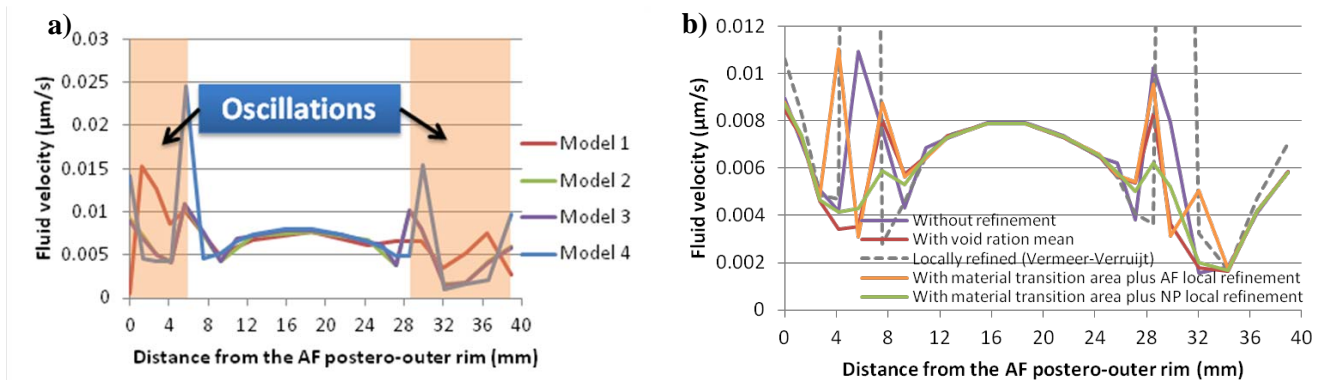 a)
Fluid velocity (µm/s)
0.03
0.025
0.02
0.015
0.01
0.005
0
Oscillations
0 4 8 12 16 20 24 28 32 36 40
Distance from the AF postero-outer rim (mm)
Model 1
Model 2
Model 3
Model 4
b)
Fluid velocity (µm/s)
0.012
0.01
0.008
0.006
0.004
0.002
0
Without refinement
With void ration mean
Locally refined (Vermeer-Verruijt)
With material transition area plus AF local refinement
With material transition area plus NP local refinement
0 4 8 12 16 20 24 28 32 36 40
Distance from the AF postero-outer rim (mm)